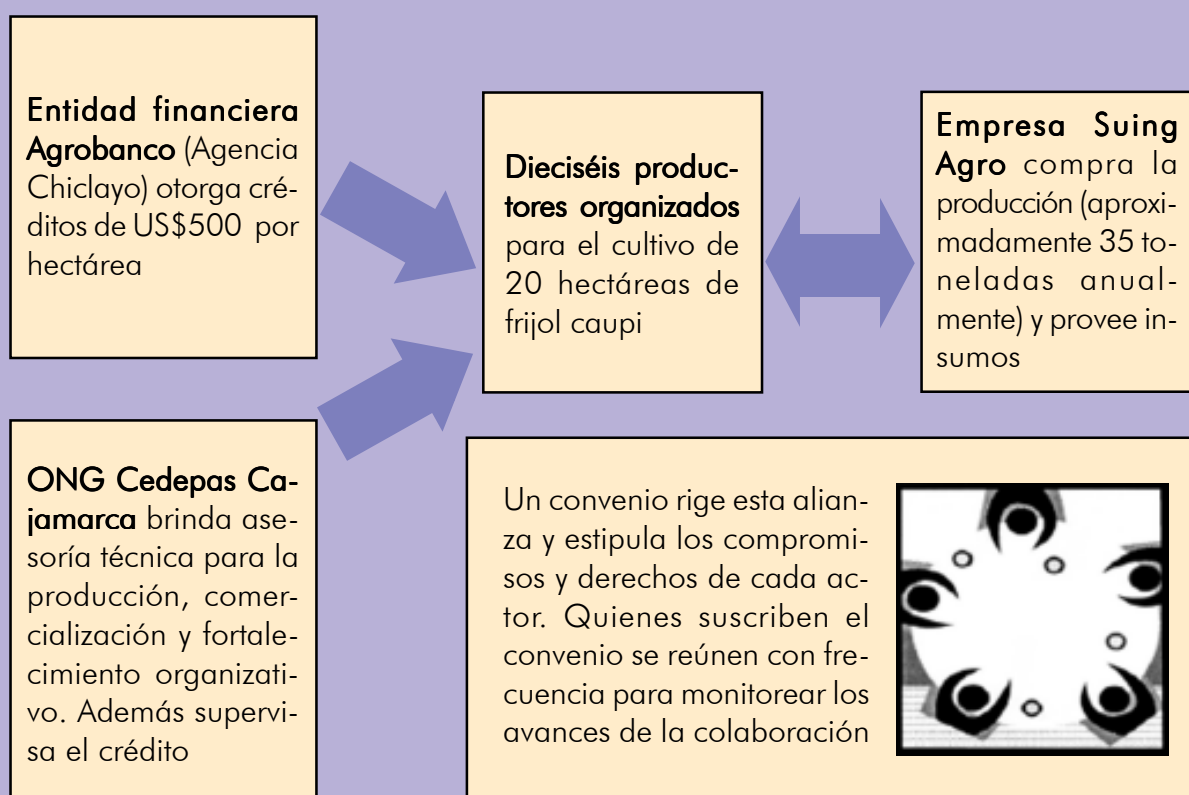 Entidad financiera
Agrobanco (Agencia
Chiclayo) otorga cré-
ditos de US$500 por
hectárea
ONG Cedepas Ca-
jamarca brinda ase-
soría técnica para la
producción, comer-
cialización y fortale-
cimiento organizati-
vo. Además supervi-
sa el crédito
Dieciséis produc-
tores organizados
para el cultivo de
20 hectáreas de
frijol caupi
Empresa Suing
Agro compra la
producción (aproxi-
madamente 35 to-
neladas anual-
mente) y provee in-
sumos
Un convenio rige esta alian-
za y estipula los compromi-
sos y derechos de cada ac-
tor. Quienes suscriben el
convenio se reúnen con fre-
cuencia para monitorear los
avances de la colaboración